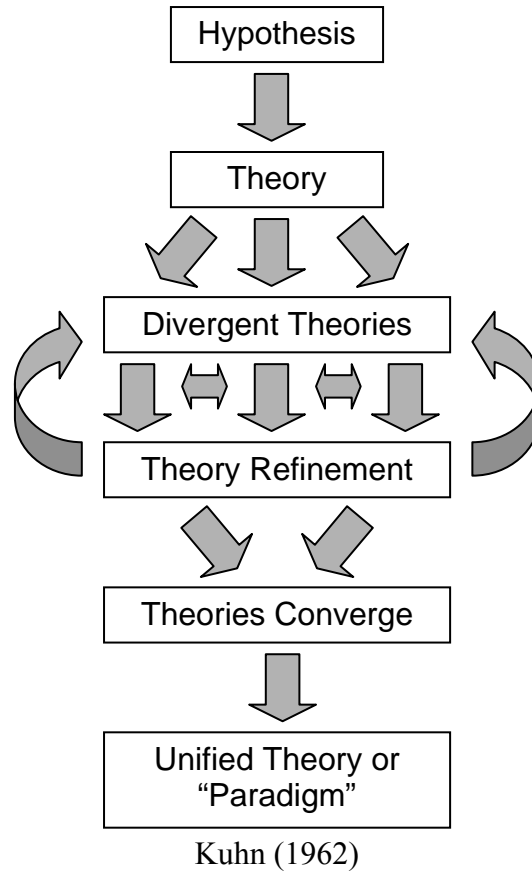 Hypothesis
Theory
Divergent Theories
Theory Refinement
Theories Converge
Unified Theory or
“Paradigm”
Kuhn (1962)